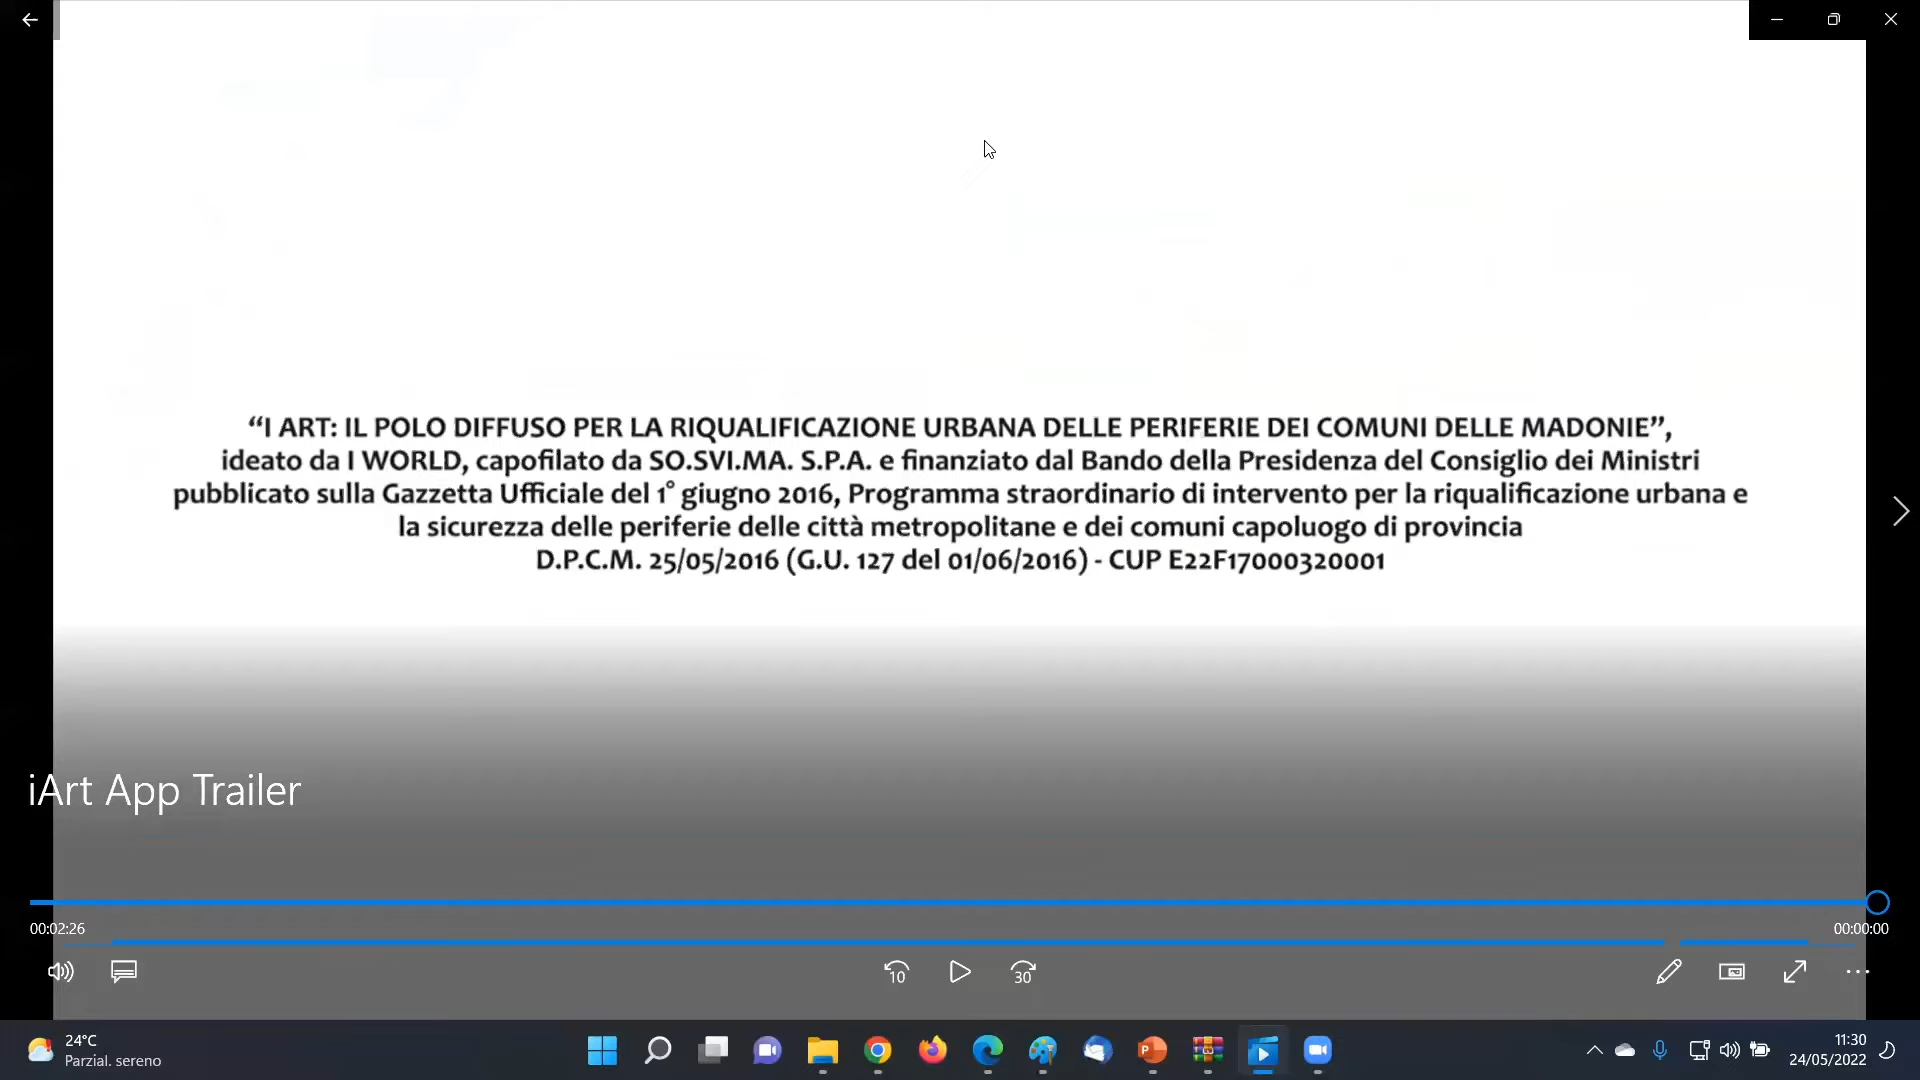 “I ART: IL POLO DIFFUSO PER LA RIQUALIFICAZIONE URBANA DELLE PERIFERIE DEI COMUNI DELLE MADONIE”,
ideato da I WORLD, capofilato da SO.SVI.MA. S.P.A. e finanziato dal Bando della Presidenza del Consiglio dei Ministri
pubblicato sulla Gazzetta Ufficiale del 1° giugno 2016, Programma straordinario di intervento per la riqualificazione urbana e
la sicurezza delle periferie delle città metropolitane e dei comuni capoluogo di provincia
D.P.C.M. 25/05/2016 (G.U. 127 del 01/06/2016) - CUP E22F17000320001
iArt App Trailer
00:02:26
00:00:00
10
30
24°C
Parzial. sereno
11:30
24/05/2022